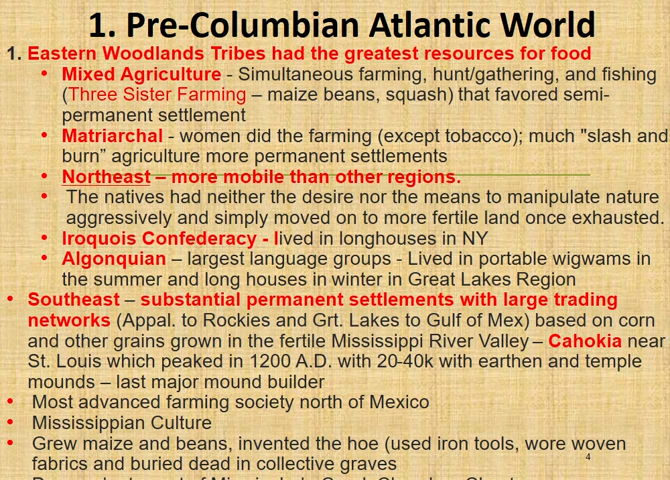 1. Pre-Columbian Atlantic World
1. Eastern Woodlands Tribes had the greatest resources for food
• Mixed Agriculture - Simultaneous farming, hunt/gathering, and fishing
(Three Sister Farming – maize beans, squash) that favored semi-
permanent settlement
• Matriarchal - women did the farming (except tobacco); much "slash and
burn” agriculture more permanent settlements
• Northeast – more mobile than other regions.
• The natives had neither the desire nor the means to manipulate nature
aggressively and simply moved on to more fertile land once exhausted.
• Iroquois Confederacy - lived in longhouses in NY
• Algonquian – largest language groups - Lived in portable wigwams in
the summer and long houses in winter in Great Lakes Region
• Southeast – substantial permanent settlements with large trading
networks (Appal. to Rockies and Grt. Lakes to Gulf of Mex) based on corn
and other grains grown in the fertile Mississippi River Valley – Cahokia near
St. Louis which peaked in 1200 A.D. with 20-40k with earthen and temple
mounds – last major mound builder
• Most advanced farming society north of Mexico
• Mississippian Culture
• Grew maize and beans, invented the hoe (used iron tools, wore woven
fabrics and buried dead in collective graves
4